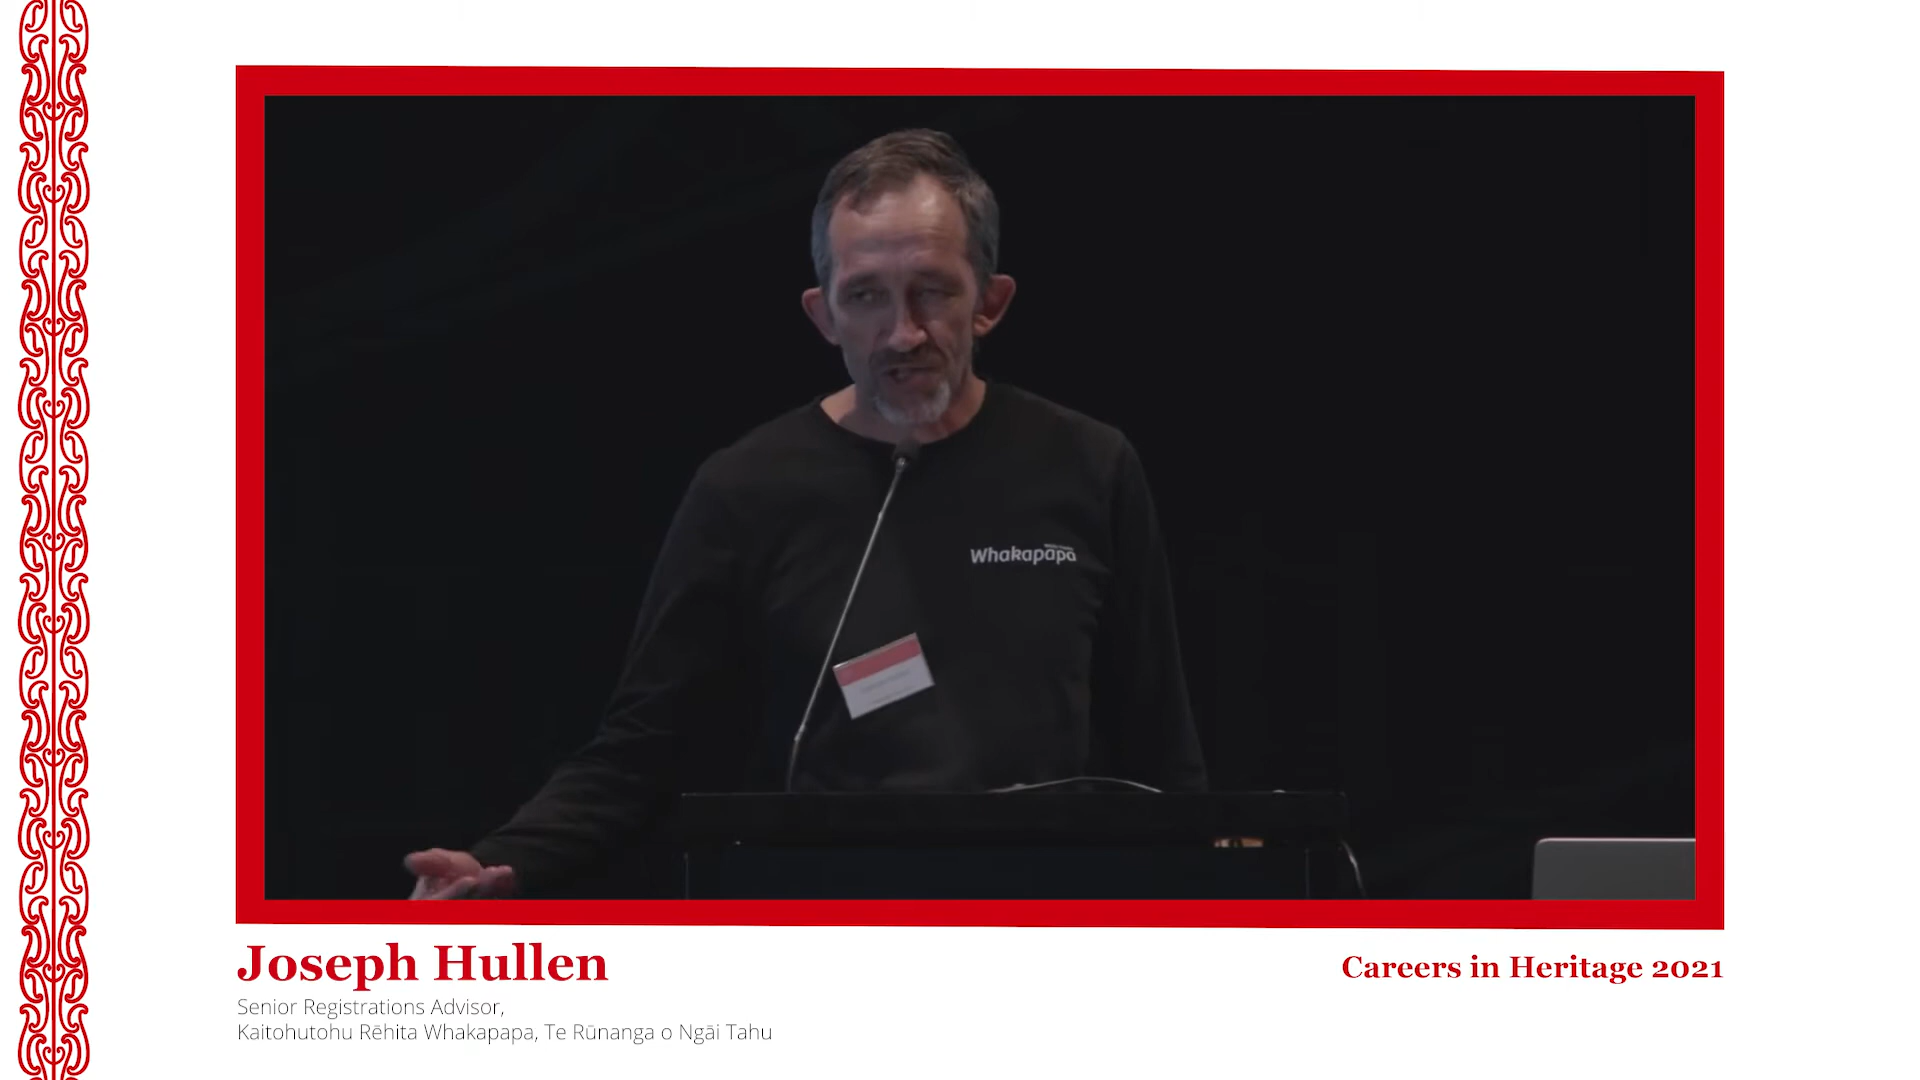 Whakapapa
Joseph Hullen
Careers in Heritage 2021
Senior Registrations Advisor,
Kaitohutohu Rēhita Whakapapa, Te Rūnanga o Ngāi Tahu